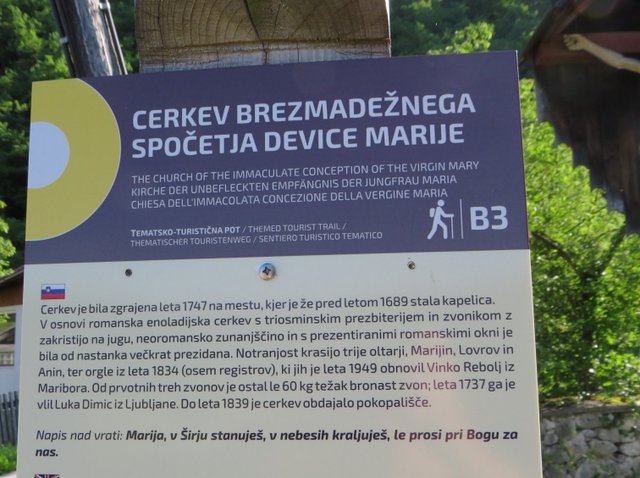 CERKEV BREZMADEŽNEGA
SPOČETJA DEVICE MARIJE
THE CHURCH OF THE IMMACULATE CONCEPTION OF THE VIRGIN MARY
KIRCHE DER UNBEFLECKTEN EMPFÄNGNIS DER JUNGFRAU MARIA
CHIESA DELL'IMMACOLATA CONCEZIONE DELLA VERGINE MARIA
TEMATSKO-TURISTIČNA POT / THEMED TOURIST TRAIL /
THEMATISCHER TOURISTENWEG / SENTIERO TURISTICO TEMATICO
B3
Cerkev je bila zgrajena leta 1747 na mestu, kjer je že pred letom 1689 stala kapelica.
V osnovi romanska enoladijska cerkev s triosminskim prezbiterijem in zvonikom z
zakristijo na jugu, neoromansko zunanjščino in s prezentiranimi romanskimi okni je
bila od nastanka večkrat prezidana. Notranjost krasijo trije oltarji, Marijin, Lovrov in
Anin, ter orgle iz leta 1834 (osem registrov), ki jih je leta 1949 obnovil Vinko Rebolj iz
Maribora. Od prvotnih treh zvonov je ostal le 60 kg težak bronast zvon; leta 1737 ga je
vlil Luka Dimic iz Ljubljane. Do leta 1839 je cerkev obdajalo pokopališče.
Napis nad vrati: Marija, v Širju stanuješ, v nebesih kraljuješ, le prosi pri Bogu za
nas.